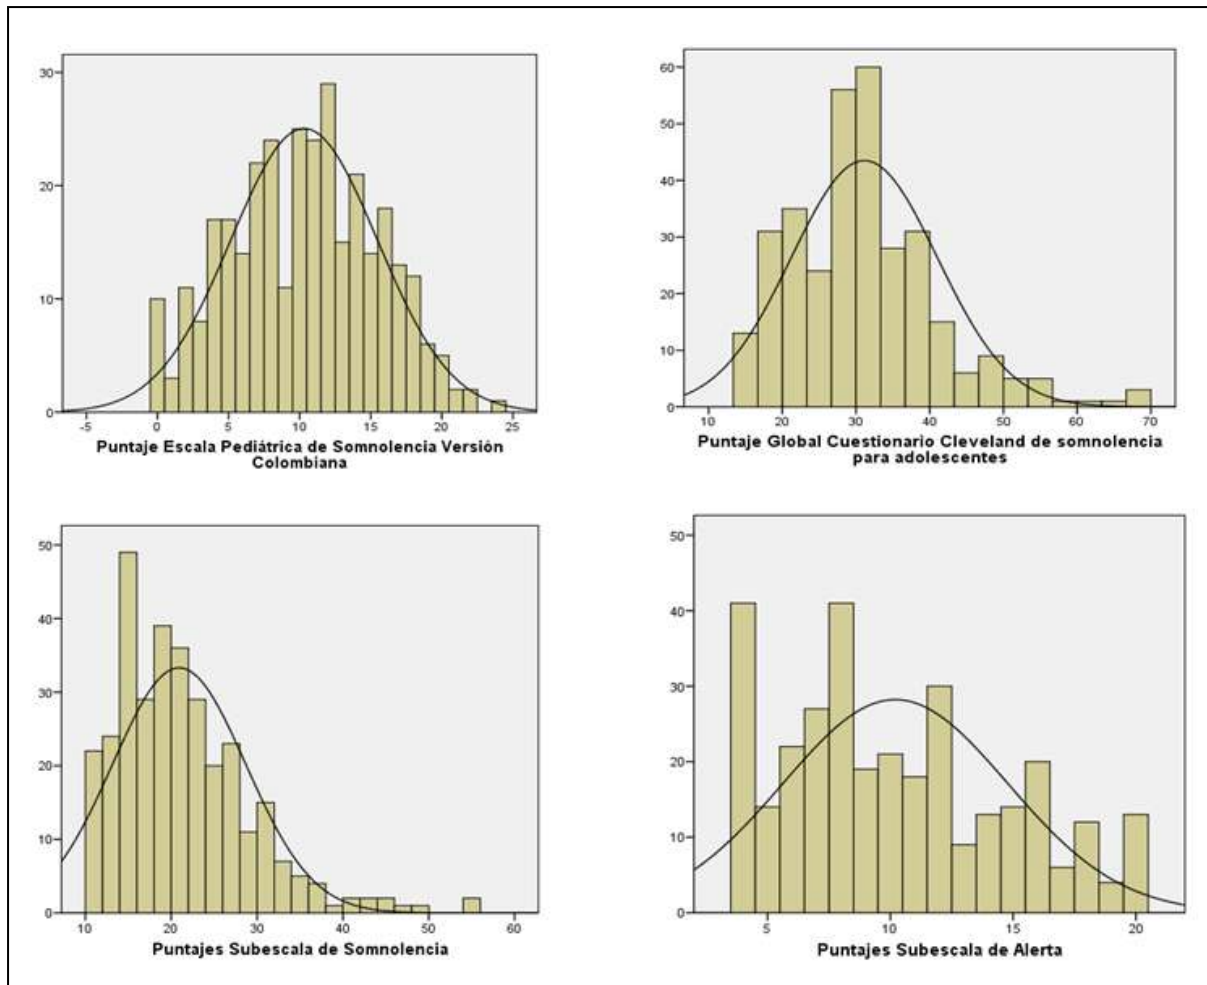 30
20
10
0
-5 0 5 10 15 20 25
Puntaje Escala Pediátrica de Somnolencia Versión
Colombiana
60
50
40
30
20
10
0
10 20 30 40 50 60 70
Puntaje Global Cuestionario Cleveland de somnolencia
para adolescentes
50
40
30
20
10
0
10 20 30 40 50 60
Puntajes Subescala de Somnolencia
50
40
30
20
10
0
5 10 15 20
Puntajes Subescala de Alerta